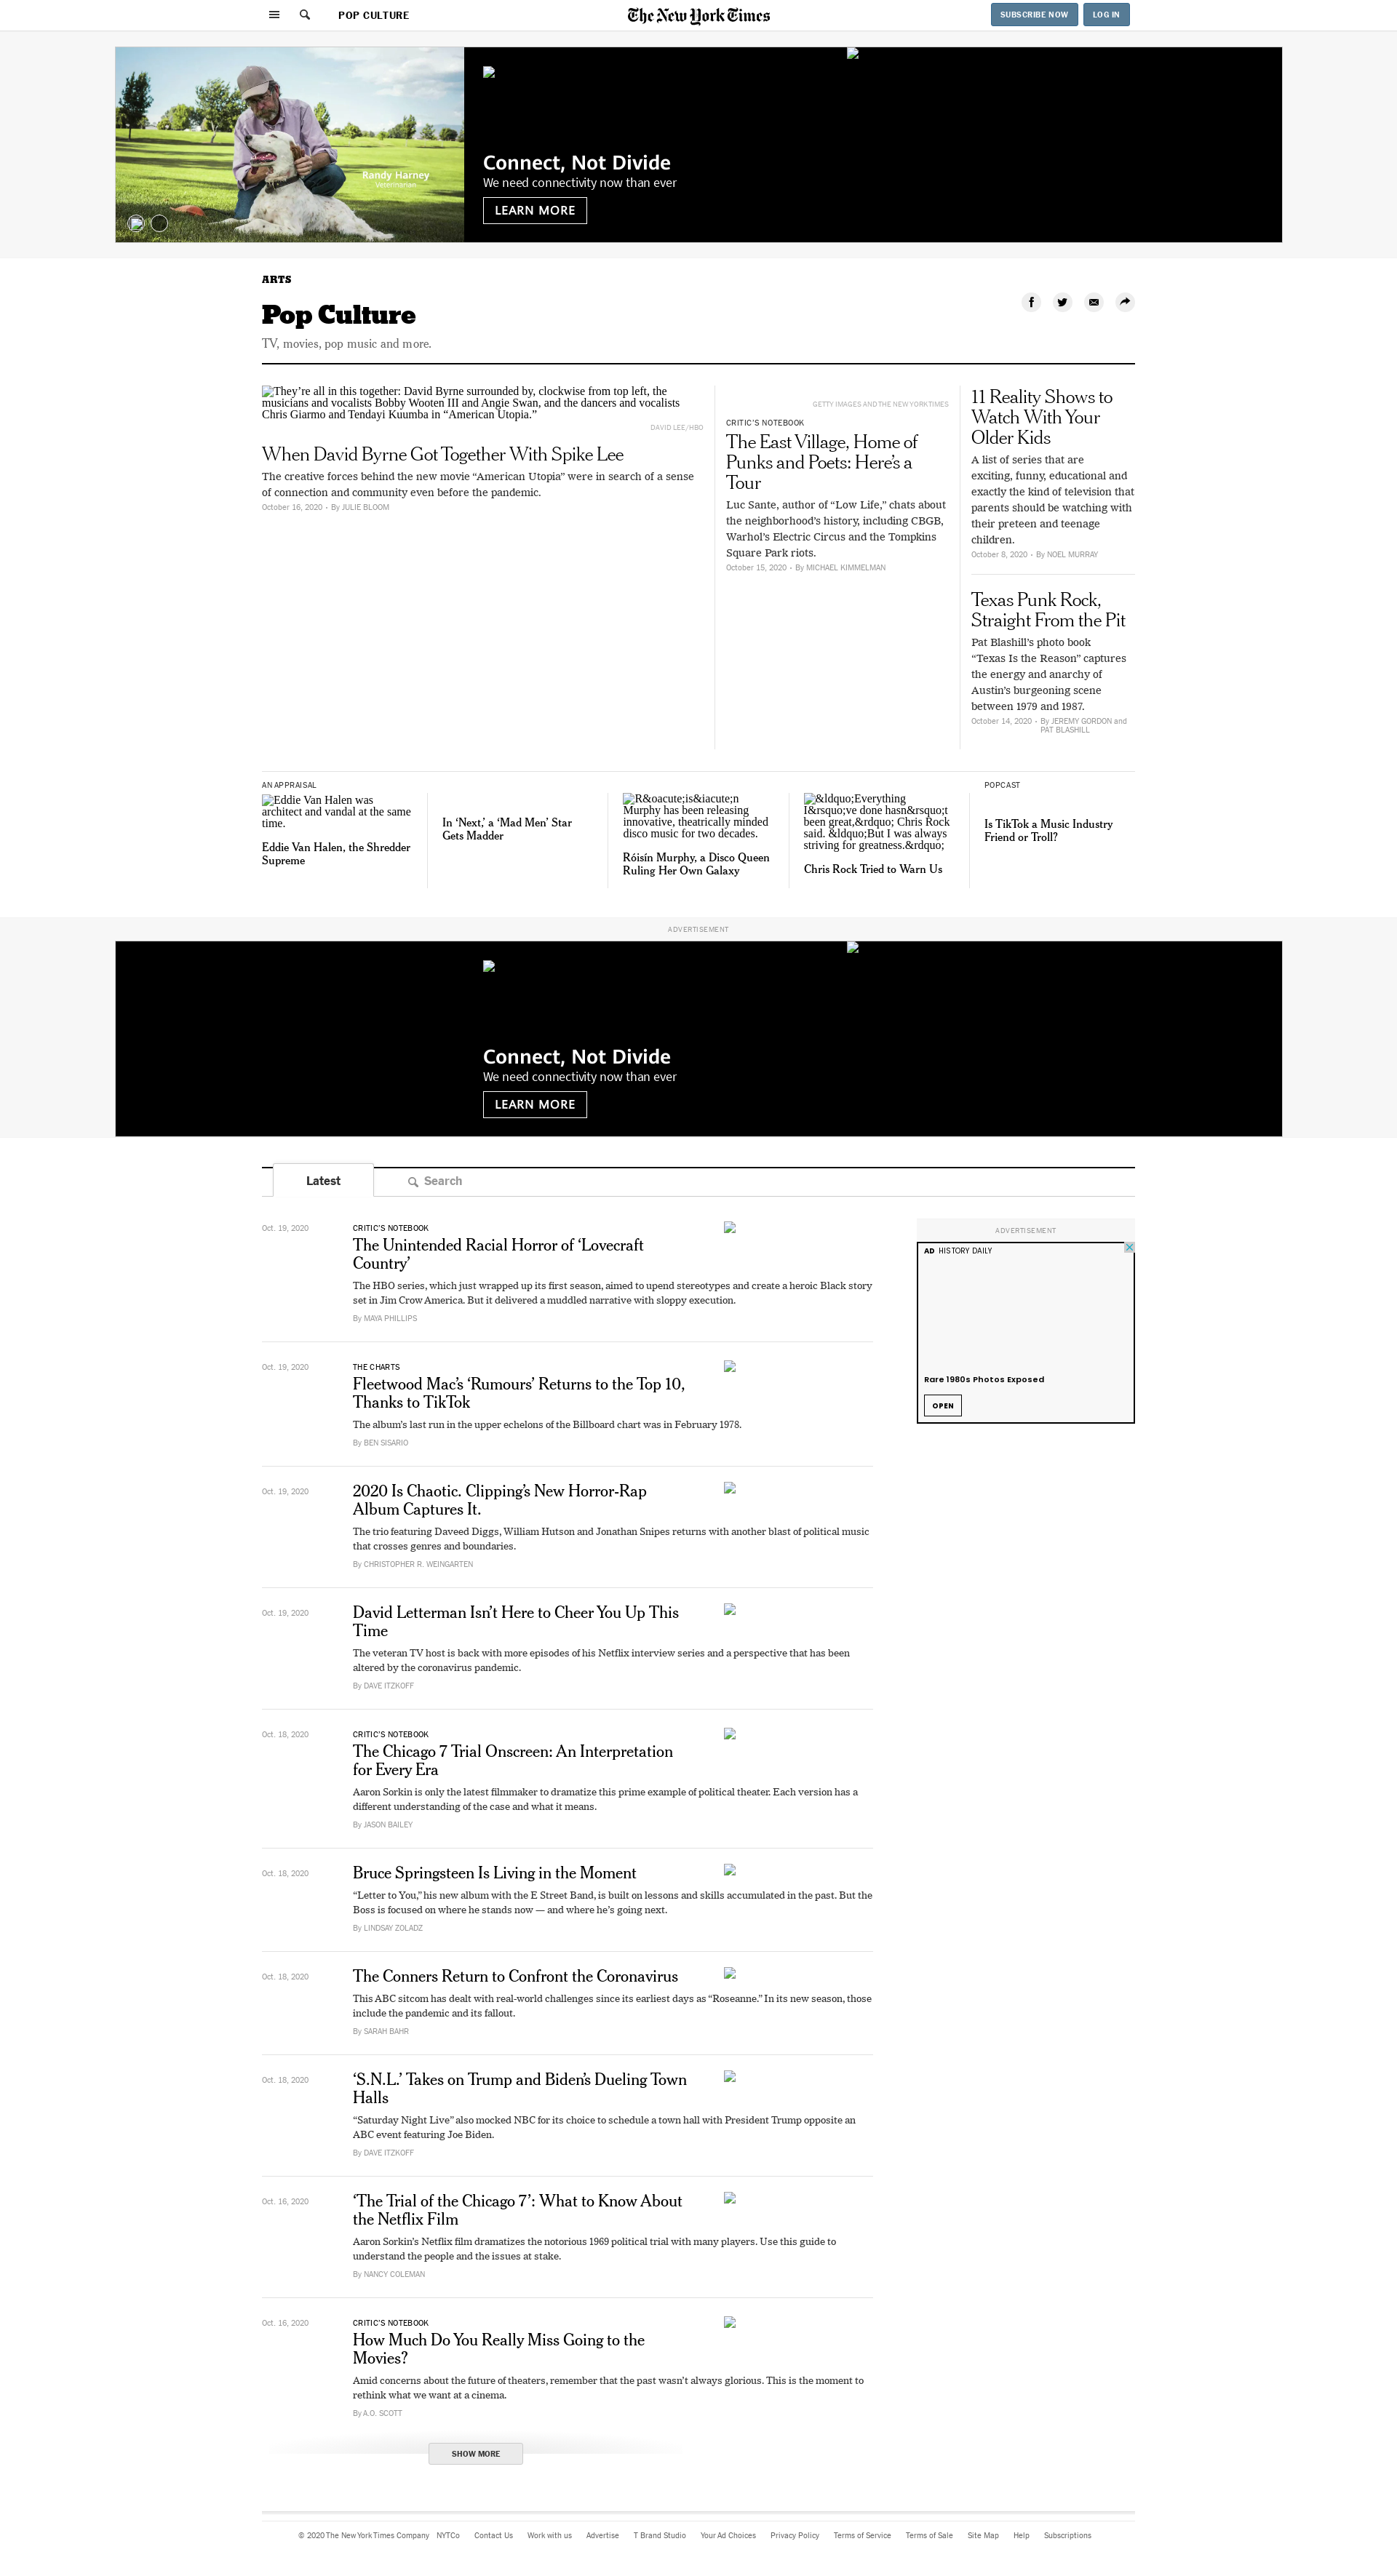 POP CULTURE
The New York Times
SUBSCRIBE NOW
LOG IN
Randy Harney
Veterinarian
Connect, Not Divide
We need connectivity now than ever
LEARN MORE
ARTS
Pop Culture
TV, movies, pop music and more.
They’re all in this together: David Byrne surrounded by, clockwise from top left, the
musicians and vocalists Bobby Wooten III and Angie Swan, and the dancers and vocalists
Chris Giarmo and Tendayi Kuumba in “American Utopia.”
DAVID LEE/HBO
When David Byrne Got Together With Spike Lee
The creative forces behind the new movie “American Utopia” were in search of a sense
of connection and community even before the pandemic.
October 16, 2020 • By JULIE BLOOM
GETTY IMAGES AND THE NEW YORK TIMES
CRITIC’S NOTEBOOK
The East Village, Home of
Punks and Poets: Here’s a
Tour
Luc Sante, author of “Low Life,” chats about
the neighborhood’s history, including CBGB,
Warhol’s Electric Circus and the Tompkins
Square Park riots.
October 15, 2020 • By MICHAEL KIMMELMAN
11 Reality Shows to
Watch With Your
Older Kids
A list of series that are
exciting, funny, educational and
exactly the kind of television that
parents should be watching with
their preteen and teenage
children.
October 8, 2020 • By NOEL MURRAY
Texas Punk Rock,
Straight From the Pit
Pat Blashill’s photo book
“Texas Is the Reason” captures
the energy and anarchy of
Austin’s burgeoning scene
between 1979 and 1987.
October 14, 2020 • By JEREMY GORDON and
PAT BLASHILL
AN APPRAISAL
Eddie Van Halen was
architect and vandal at the same
time.
Eddie Van Halen, the Shredder
Supreme
In ‘Next,’ a ‘Mad Men’ Star
Gets Madder
R&oacute;is&iacute;n
Murphy has been releasing
innovative, theatrically minded
disco music for two decades.
Róisín Murphy, a Disco Queen
Ruling Her Own Galaxy
&ldquo;Everything
I&rsquo;ve done hasn&rsquo;t
been great,&rdquo; Chris Rock
said. &ldquo;But I was always
striving for greatness.&rdquo;
Chris Rock Tried to Warn Us
POPCAST
Is TikTok a Music Industry
Friend or Troll?
ADVERTISEMENT
Connect, Not Divide
We need connectivity now than ever
LEARN MORE
Latest
Search
Oct. 19, 2020
CRITIC’S NOTEBOOK
The Unintended Racial Horror of ‘Lovecraft
Country’
The HBO series, which just wrapped up its first season, aimed to upend stereotypes and create a heroic Black story
set in Jim Crow America. But it delivered a muddled narrative with sloppy execution.
By MAYA PHILLIPS
ADVERTISEMENT
AD HISTORY DAILY
Rare 1980s Photos Exposed
OPEN
Oct. 19, 2020
THE CHARTS
Fleetwood Mac’s ‘Rumours’ Returns to the Top 10,
Thanks to TikTok
The album’s last run in the upper echelons of the Billboard chart was in February 1978.
By BEN SISARIO
Oct. 19, 2020
2020 Is Chaotic. Clipping’s New Horror-Rap
Album Captures It.
The trio featuring Daveed Diggs, William Hutson and Jonathan Snipes returns with another blast of political music
that crosses genres and boundaries.
By CHRISTOPHER R. WEINGARTEN
Oct. 19, 2020
David Letterman Isn’t Here to Cheer You Up This
Time
The veteran TV host is back with more episodes of his Netflix interview series and a perspective that has been
altered by the coronavirus pandemic.
By DAVE ITZKOFF
Oct. 18, 2020
CRITIC’S NOTEBOOK
The Chicago 7 Trial Onscreen: An Interpretation
for Every Era
Aaron Sorkin is only the latest filmmaker to dramatize this prime example of political theater. Each version has a
different understanding of the case and what it means.
By JASON BAILEY
Oct. 18, 2020
Bruce Springsteen Is Living in the Moment
“Letter to You,” his new album with the E Street Band, is built on lessons and skills accumulated in the past. But the
Boss is focused on where he stands now — and where he’s going next.
By LINDSAY ZOLADZ
Oct. 18, 2020
The Conners Return to Confront the Coronavirus
This ABC sitcom has dealt with real-world challenges since its earliest days as “Roseanne.” In its new season, those
include the pandemic and its fallout.
By SARAH BAHR
Oct. 18, 2020
‘S.N.L.’ Takes on Trump and Biden’s Dueling Town
Halls
“Saturday Night Live” also mocked NBC for its choice to schedule a town hall with President Trump opposite an
ABC event featuring Joe Biden.
By DAVE ITZKOFF
Oct. 16, 2020
‘The Trial of the Chicago 7’: What to Know About
the Netflix Film
Aaron Sorkin’s Netflix film dramatizes the notorious 1969 political trial with many players. Use this guide to
understand the people and the issues at stake.
By NANCY COLEMAN
Oct. 16, 2020
CRITIC’S NOTEBOOK
How Much Do You Really Miss Going to the
Movies?
Amid concerns about the future of theaters, remember that the past wasn’t always glorious. This is the moment to
rethink what we want at a cinema.
By A.O. SCOTT
SHOW MORE
© 2020 The New York Times Company NYTCo Contact Us Work with us Advertise T Brand Studio Your Ad Choices Privacy Policy Terms of Service Terms of Sale Site Map Help Subscriptions